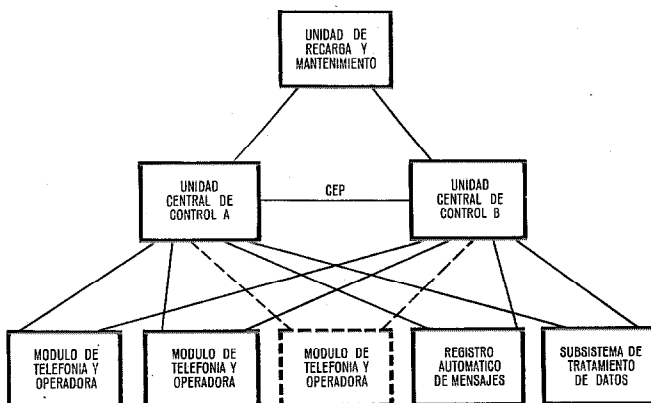 UNIDAD DE
RECARGA Y
MANTENIMIENTO
UNIDAD
CENTRAL DE
CONTROL A
CEP
UNIDAD
CENTRAL DE
CONTROL B
MODULO DE
TELEFONIA Y
OPERADORA
MODULO DE
TELEFONIA Y
OPERADORA
MODULO DE
TELEFONIA Y
OPERADORA
REGISTRO
AUTOMATICO
DE MENSAJES
SUBSISTEMA DE
TRATAMIENTO
DE DATOS